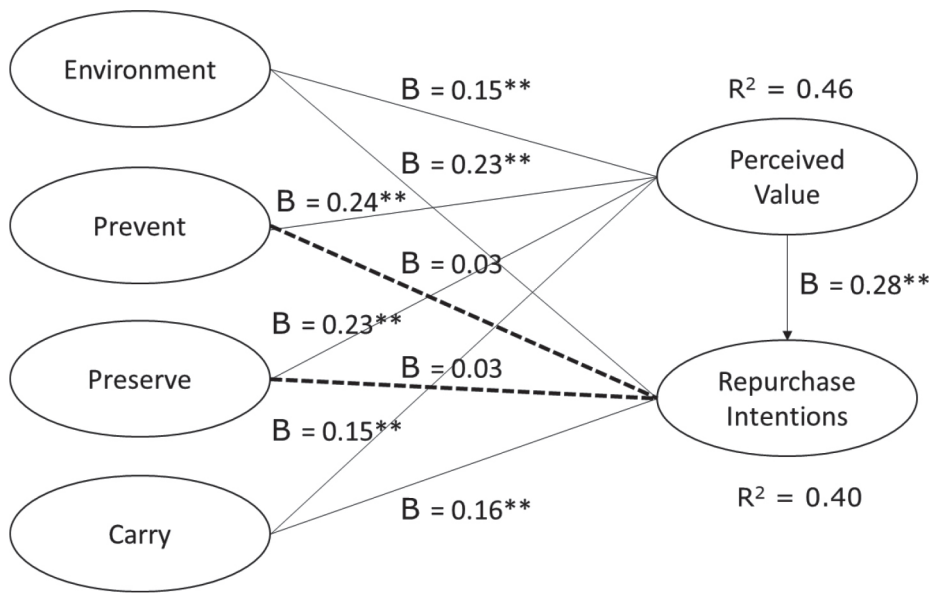 Environment
B = 0.15**
R² = 0.46
B = 0.23**
Perceived
Value
B = 0.24**
Prevent
B = 0.03
B = 0.28**
B = 0.23**
Preserve
B = 0.03
Repurchase
Intentions
B = 0.15**
B = 0.16**
R² = 0.40
Carry